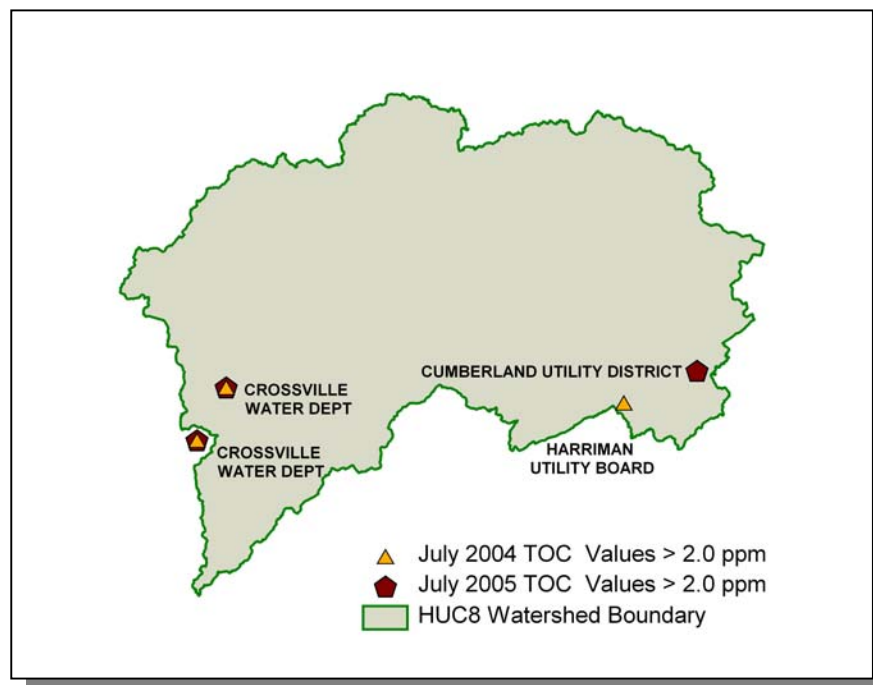 CROSSVILLE
WATER DEPT
CUMBERLAND UTILITY DISTRICT
CROSSVILLE
WATER DEPT
HARRIMAN
UTILITY BOARD
July 2004 TOC Values > 2.0 ppm
July 2005 TOC Values > 2.0 ppm
HUC8 Watershed Boundary